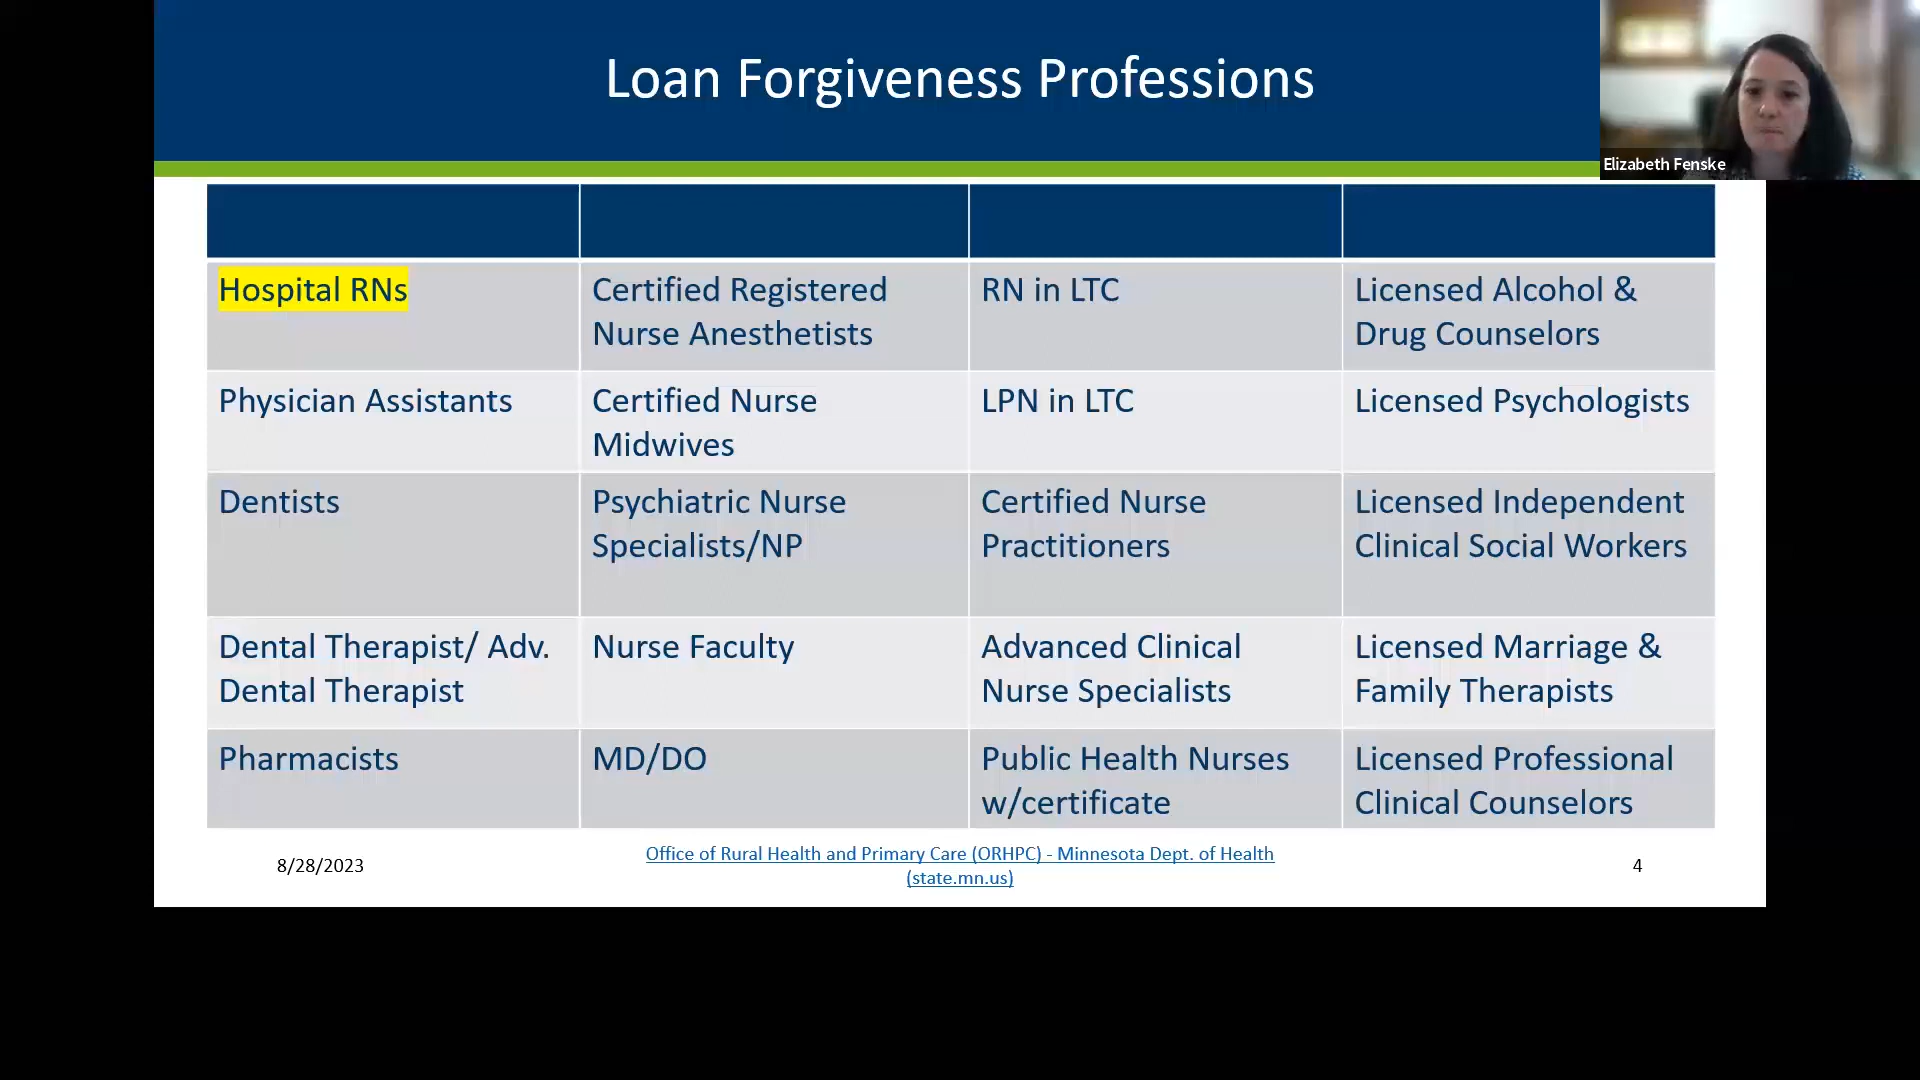 Loan Forgiveness Professions
Elizabeth Fenske
Hospital RNs
Certified Registered
Nurse Anesthetists
RN in LTC
Licensed Alcohol &
Drug Counselors
Physician Assistants
Certified Nurse
Midwives
LPN in LTC
Licensed Psychologists
Dentists
Psychiatric Nurse
Specialists/NP
Certified Nurse
Practitioners
Licensed Independent
Clinical Social Workers
Dental Therapist/ Adv.
Dental Therapist
Nurse Faculty
Advanced Clinical
Nurse Specialists
Licensed Marriage &
Family Therapists
Pharmacists
MD/DO
Public Health Nurses
w/certificate
Licensed Professional
Clinical Counselors
8/28/2023
Office of Rural Health and Primary Care (ORHPC) - Minnesota Dept. of Health
(state.mn.us)
4